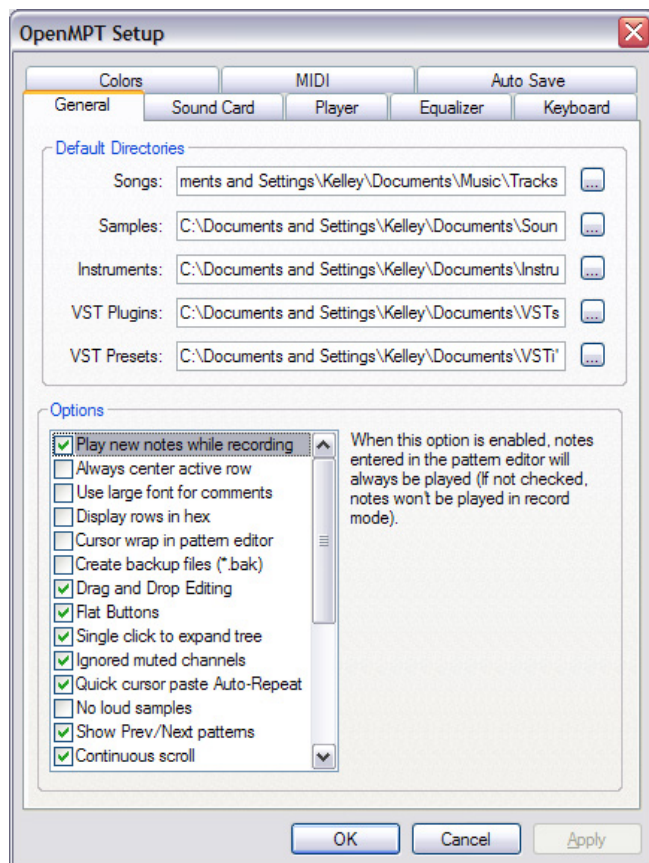 OpenMPT Setup
Colors MIDI Auto Save
General Sound Card Player Equalizer Keyboard
Default Directories
Songs: ments and Settings\Kelley\Documents\Music\Tracks ...
Samples: C:\Documents and Settings\Kelley\Documents\Soun ...
Instruments: C:\Documents and Settings\Kelley\Documents\Instru ...
VST Plugins: C:\Documents and Settings\Kelley\Documents\VSTs ...
VST Presets: C:\Documents and Settings\Kelley\Documents\VSTi' ...
Options
Play new notes while recording
Always center active row
Use large font for comments
Display rows in hex
Cursor wrap in pattern editor
Create backup files (*.bak)
Drag and Drop Editing
Flat Buttons
Single click to expand tree
Ignored muted channels
Quick cursor paste Auto-Repeat
No loud samples
Show Prev/Next patterns
Continuous scroll
When this option is enabled, notes
entered in the pattern editor will
always be played (If not checked,
notes won't be played in record
mode).
OK Cancel Apply